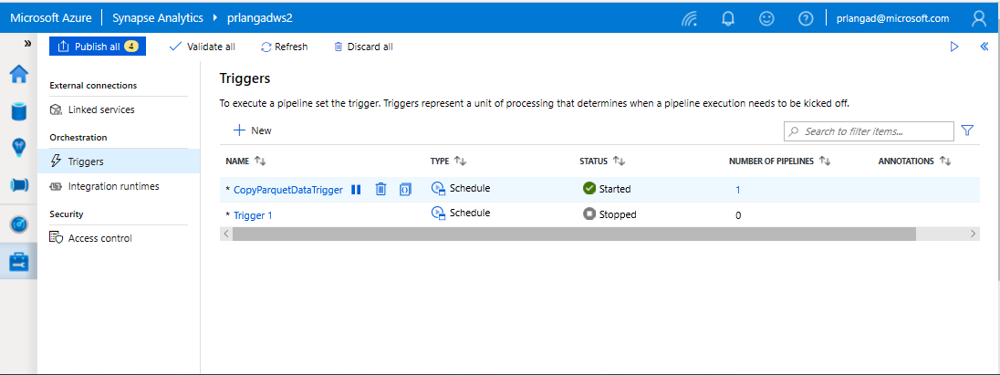 Microsoft Azure Synapse Analytics prlangadws2 prlangad@microsoft.com
» Publish all 4 Validate all Refresh Discard all «
External connections
Linked services
Orchestration
Triggers
Integration runtimes
Security
Access control
Triggers
To execute a pipeline set the trigger. Triggers represent a unit of processing that determines when a pipeline execution needs to be kicked off.
+ New Search to filter items...
NAME TYPE STATUS NUMBER OF PIPELINES ANNOTATIONS
* CopyParquetDataTrigger Schedule Started 1
* Trigger 1 Schedule Stopped 0